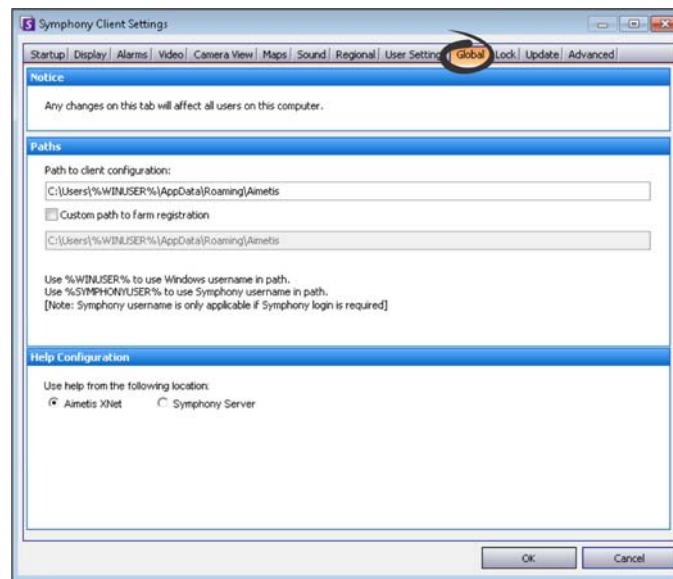 Symphony Client Settings
Startup Display Alarms Video Camera View Maps Sound Regional User Setting Global Lock Update Advanced
Notice
Any changes on this tab will affect all users on this computer.
Paths
Path to client configuration:
C:\Users\%WINUSER%\AppData\Roaming\Aimetis
Custom path to farm registration
C:\Users\%WINUSER%\AppData\Roaming\Aimetis
Use %WINUSER% to use Windows username in path.
Use %SYMPHONYUSER% to use Symphony username in path.
[Note: Symphony username is only applicable if Symphony login is required]
Help Configuration
Use help from the following location:
Aimetis XNet Symphony Server
OK Cancel